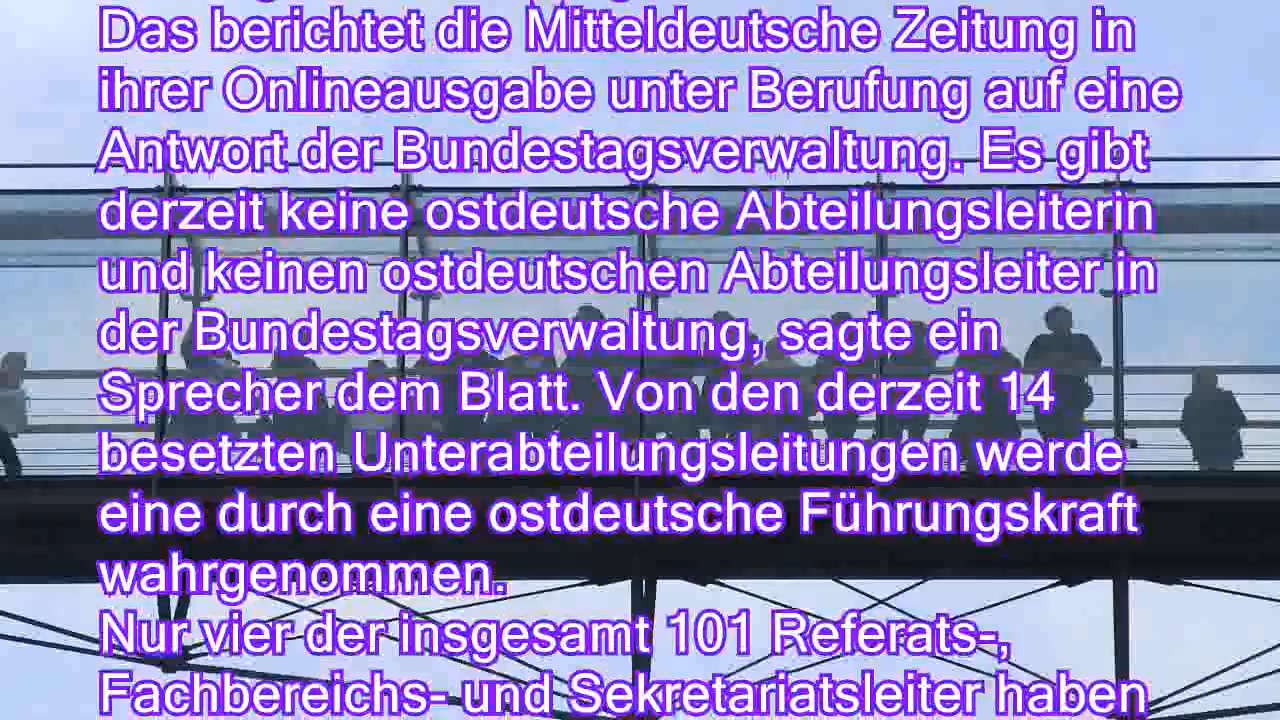 Das berichtet die Mitteldeutsche Zeitung in
ihrer Onlineausgabe unter Berufung auf eine
Antwort der Bundestagsverwaltung. Es gibt
derzeit keine ostdeutsche Abteilungsleiterin
und keinen ostdeutschen Abteilungsleiter in
der Bundestagsverwaltung, sagte ein
Sprecher dem Blatt. Von den derzeit 14
besetzten Unterabteilungsleitungen werde
eine durch eine ostdeutsche Führungskraft
wahrgenommen.
Nur vier der insgesamt 101 Referats-,
Fachbereichs- und Sekretariatsleiter haben